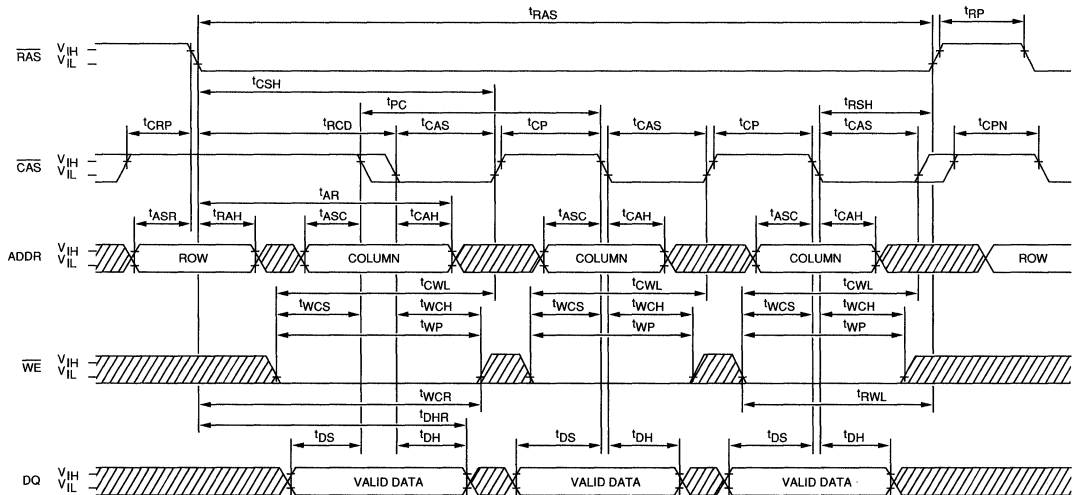 tRAS
tRP
RAS VIH VIL
tCSH
tPC tRSH
tCRP tRCD tCAS tCP tCAS tCP tCAS tCPN
CAS VIH VIL
tAR
tASR tRAH tASC tCAH tASC tCAH tASC tCAH
ADDR VIH VIL ROW COLUMN COLUMN COLUMN ROW
tCWL tCWL tCWL
tWCS tWCH tWCS tWCH tWCS tWCH
tWP tWP tWP
WE VIH VIL
tWCR tRWL
tDHR
tDS tDH tDS tDH tDS tDH
DQ VIH VIL VALID DATA VALID DATA VALID DATA